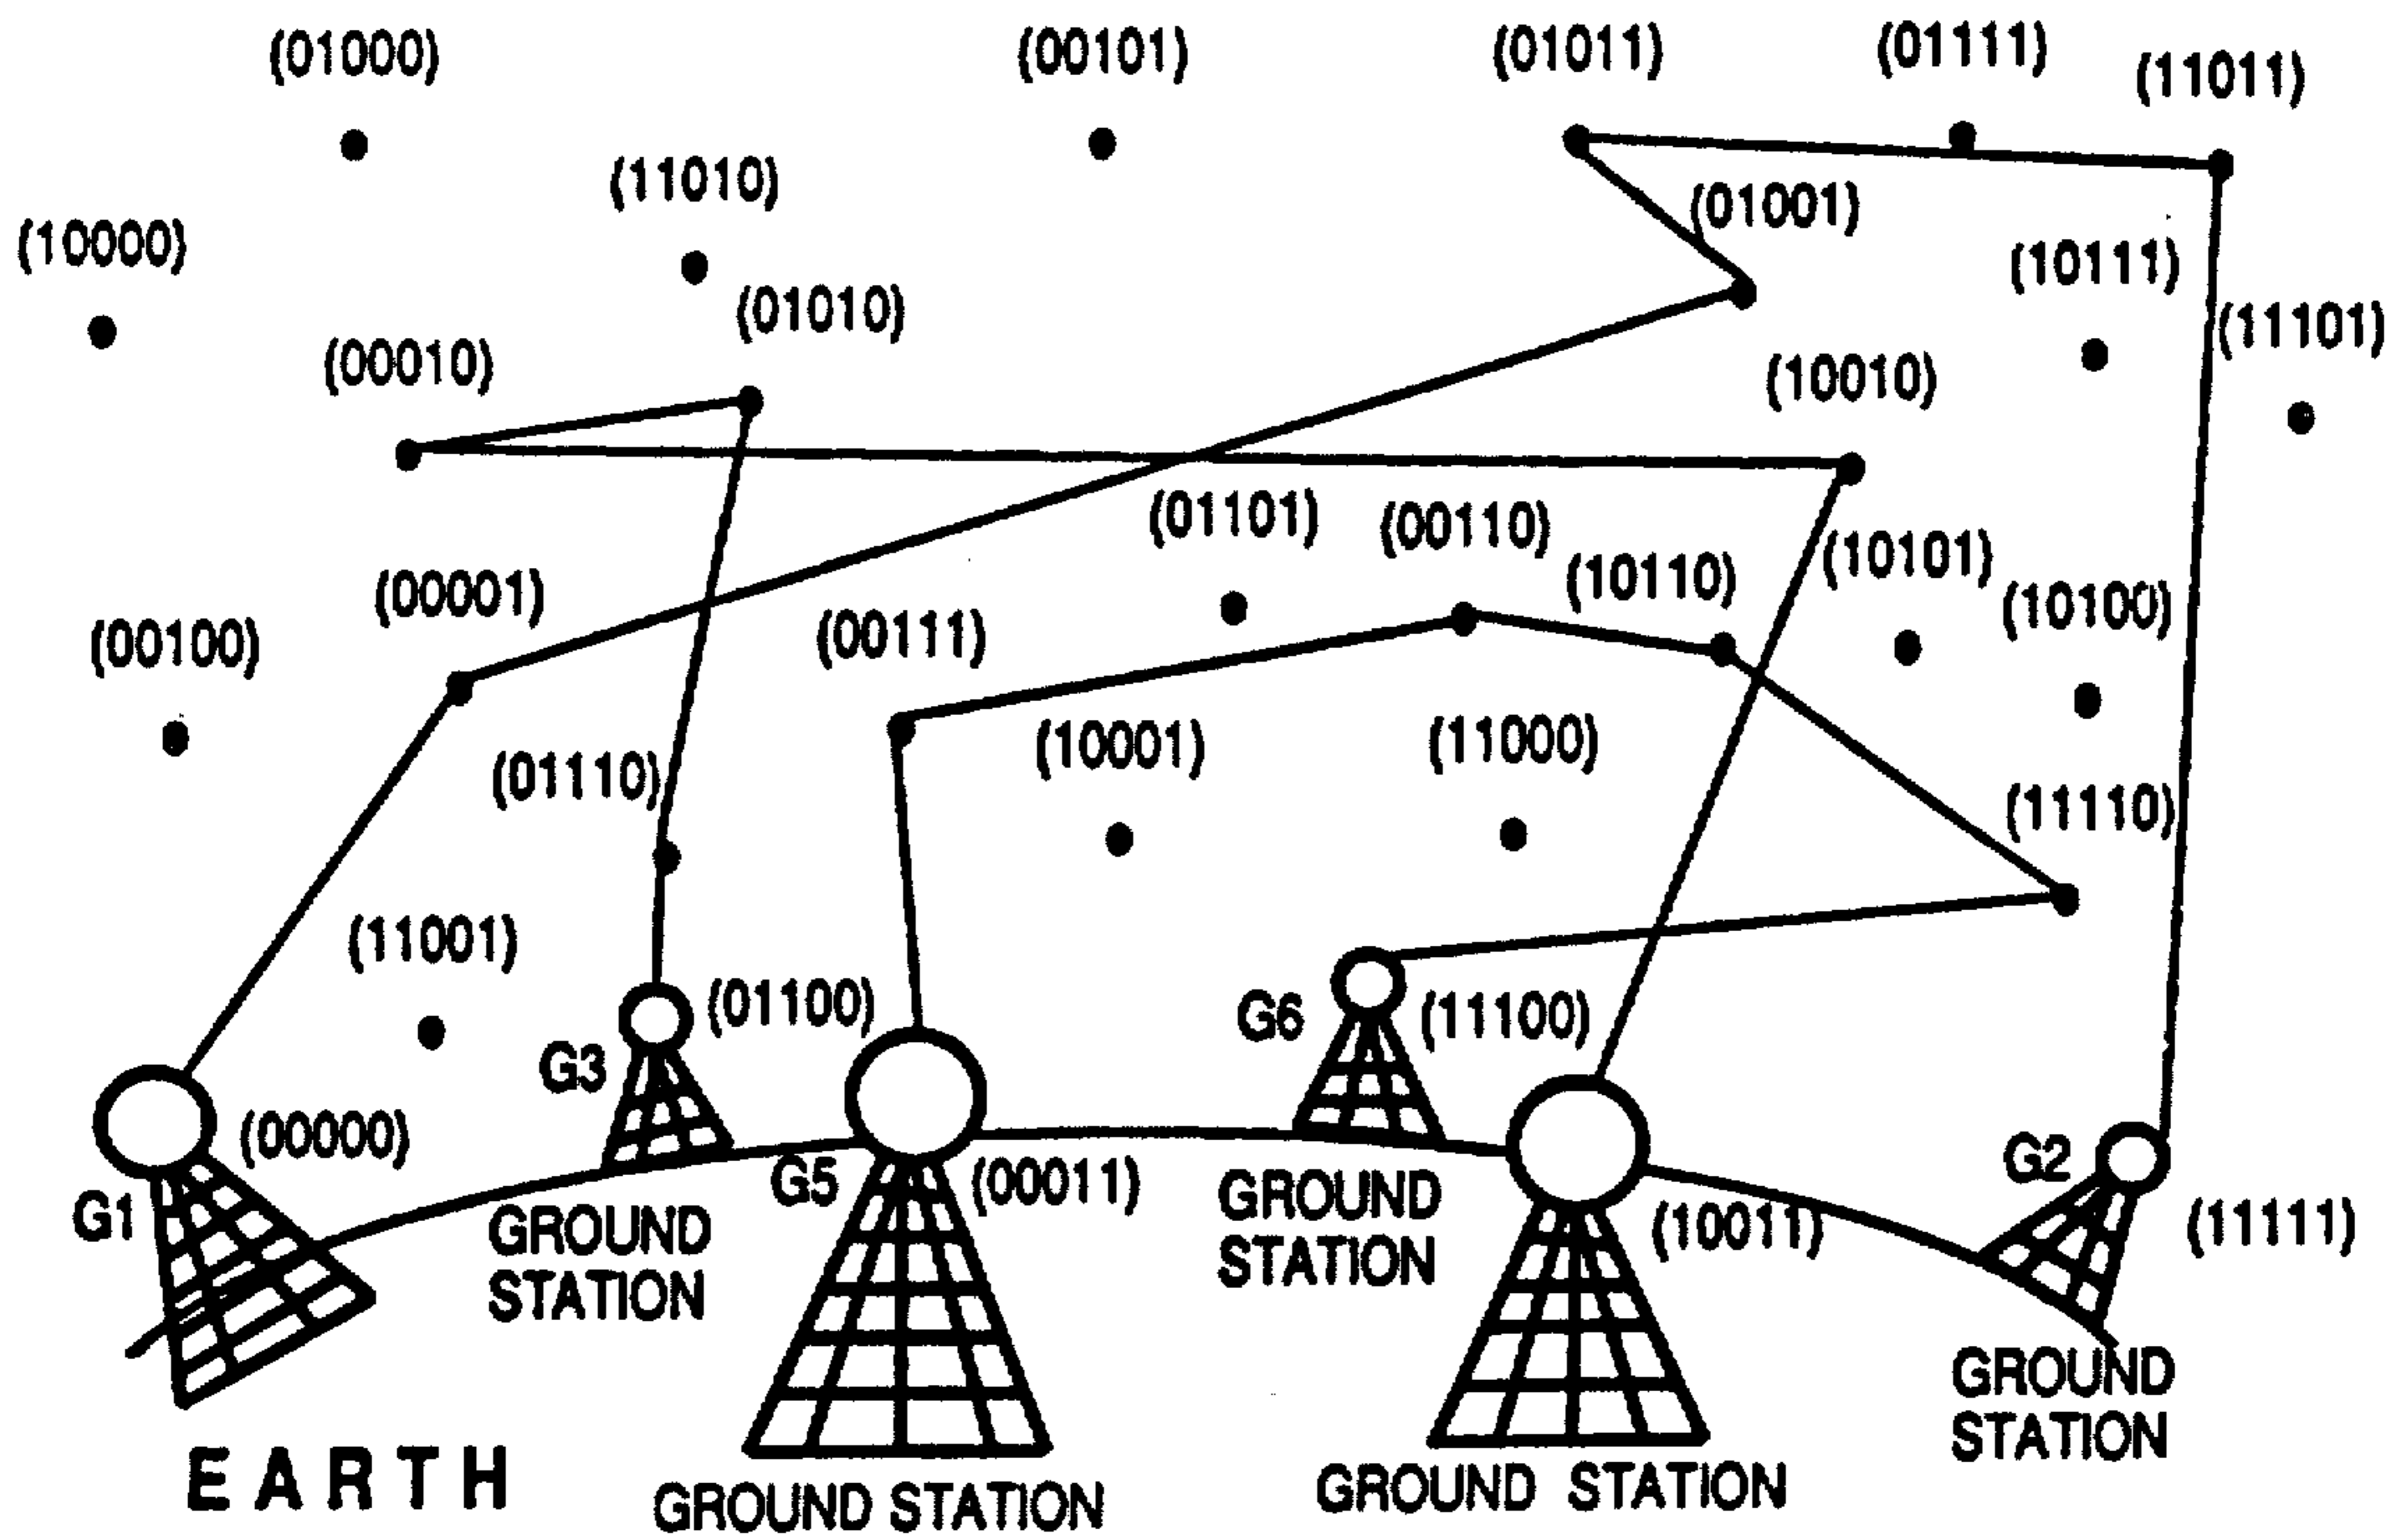 (01000)
(00101)
(01011)
(01111)
(11011)
(11010)
(01001)
(10000)
(10111)
(01010)
(11101)
(00010)
(10010)
(01101)
(00110)
(10101)
(10110)
(00001)
(10100)
(00111)
(00100)
(10001)
(11000)
(01110)
(11110)
(11001)
(01100)
G6
(11100)
G3
(00000)
G2
G5
(00011)
GROUND
STATION
G1
(10011)
(11111)
GROUND
STATION
GROUND
STATION
EARTH
GROUND STATION
GROUND STATION